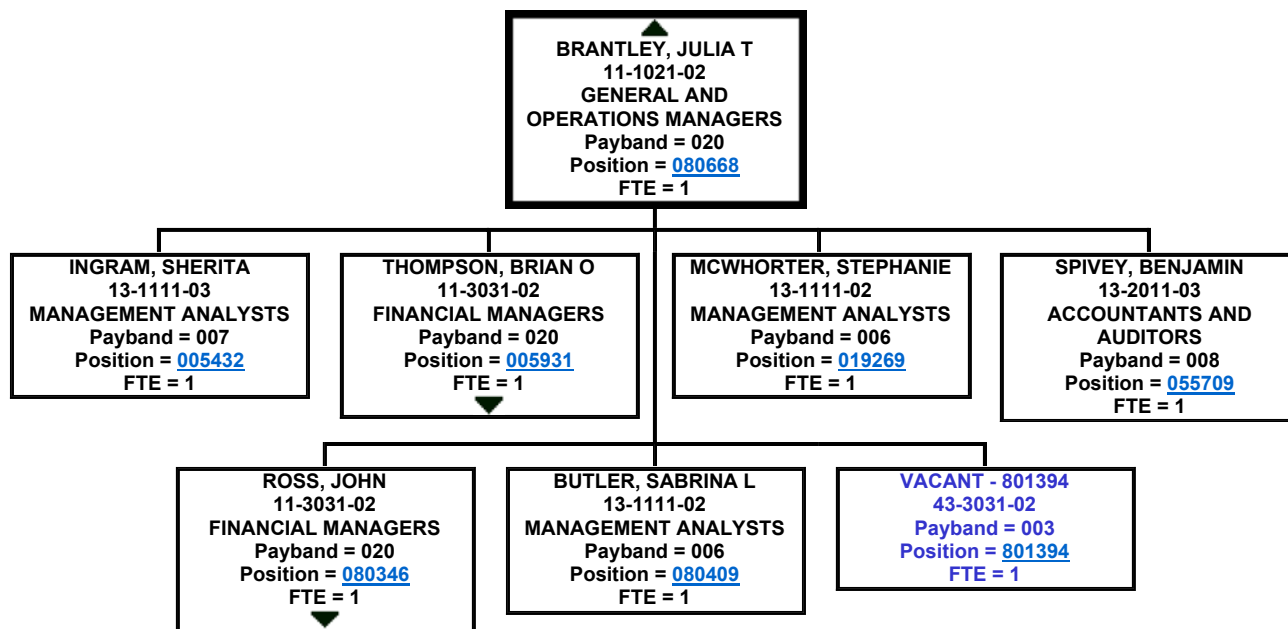 BRANTLEY, JULIA T
11-1021-02
GENERAL AND
OPERATIONS MANAGERS
Payband = 020
Position = 080668
FTE = 1
INGRAM, SHERITA
13-1111-03
MANAGEMENT ANALYSTS
Payband = 007
Position = 005432
FTE = 1
THOMPSON, BRIAN O
11-3031-02
FINANCIAL MANAGERS
Payband = 020
Position = 005931
FTE = 1
MCWHORTER, STEPHANIE
13-1111-02
MANAGEMENT ANALYSTS
Payband = 006
Position = 019269
FTE = 1
SPIVEY, BENJAMIN
13-2011-03
ACCOUNTANTS AND
AUDITORS
Payband = 008
Position = 055709
FTE = 1
ROSS, JOHN
11-3031-02
FINANCIAL MANAGERS
Payband = 020
Position = 080346
FTE = 1
BUTLER, SABRINA L
13-1111-02
MANAGEMENT ANALYSTS
Payband = 006
Position = 080409
FTE = 1
VACANT - 801394
43-3031-02
Payband = 003
Position = 801394
FTE = 1